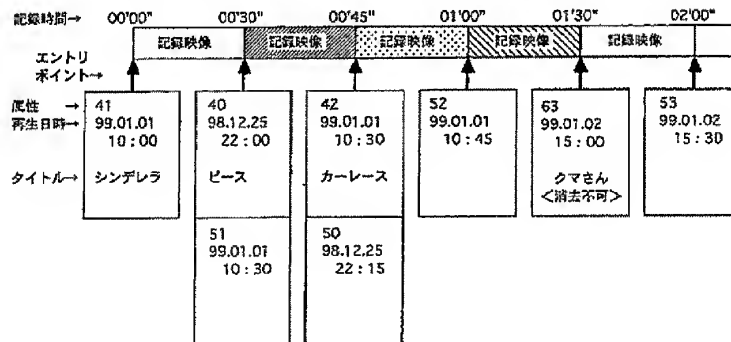 記録時間→ 00'00" 00'30" 00'45" 01'00" 01'30" 02'00"
記録映像 記録映像 記録映像 記録映像 記録映像
エントリ
ポイント→
属性 → 41 40 42 52 63 53
再生日時→ 99.01.01 98.12.25 99.01.01 99.01.01 99.01.02 99.01.02
10:00 22:00 10:30 10:45 15:00 15:30
タイトル→ シンデレラ ピース カーレース クマさん
<消去不可>
51 50
99.01.01 98.12.25
10:30 22:15